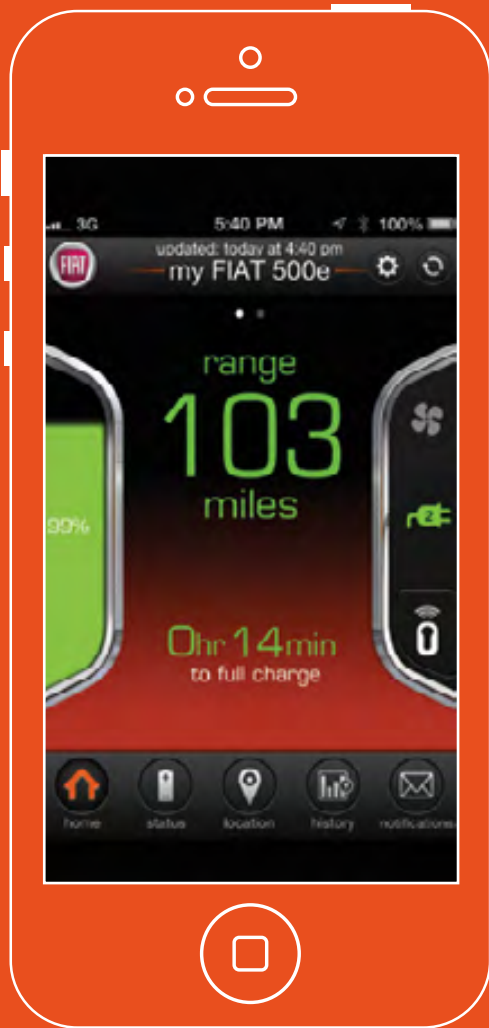 3G 5:40 PM 100%
updated: today at 4:40 pm
FIAT my FIAT 500e
range
103
miles
99%
2
0hr 14min
to full charge
home status location history notifications